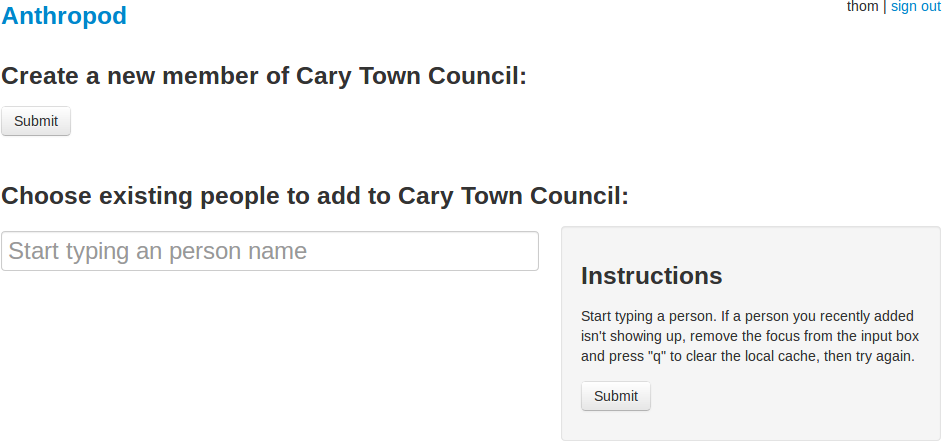 Anthropod
thom | sign out
Create a new member of Cary Town Council:
Submit
Choose existing people to add to Cary Town Council:
Start typing an person name
Instructions
Start typing a person. If a person you recently added
isn't showing up, remove the focus from the input box
and press "q" to clear the local cache, then try again.
Submit